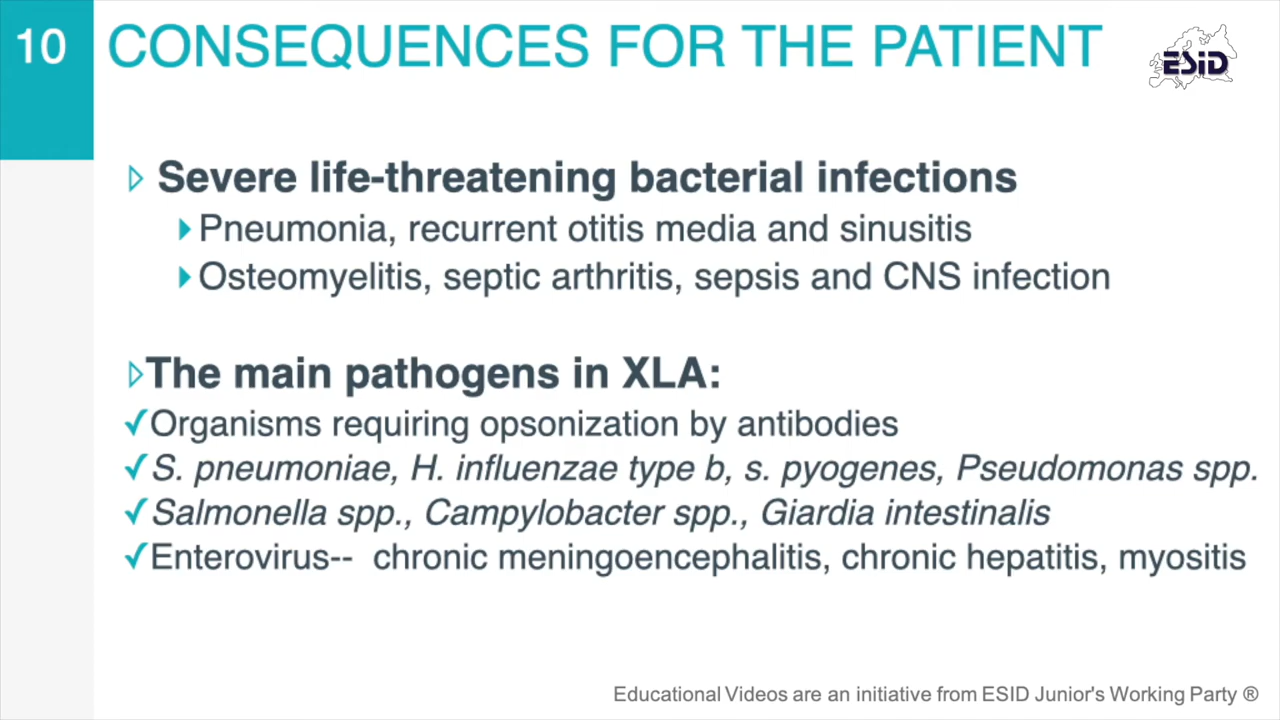 10
CONSEQUENCES FOR THE PATIENT
ESID
Severe life-threatening bacterial infections
Pneumonia, recurrent otitis media and sinusitis
Osteomyelitis, septic arthritis, sepsis and CNS infection
The main pathogens in XLA:
✓Organisms requiring opsonization by antibodies
✓S. pneumoniae, H. influenzae type b, s. pyogenes, Pseudomonas spp.
✓Salmonella spp., Campylobacter spp., Giardia intestinalis
✓Enterovirus-- chronic meningoencephalitis, chronic hepatitis, myositis
Educational Videos are an initiative from ESID Junior's Working Party ®